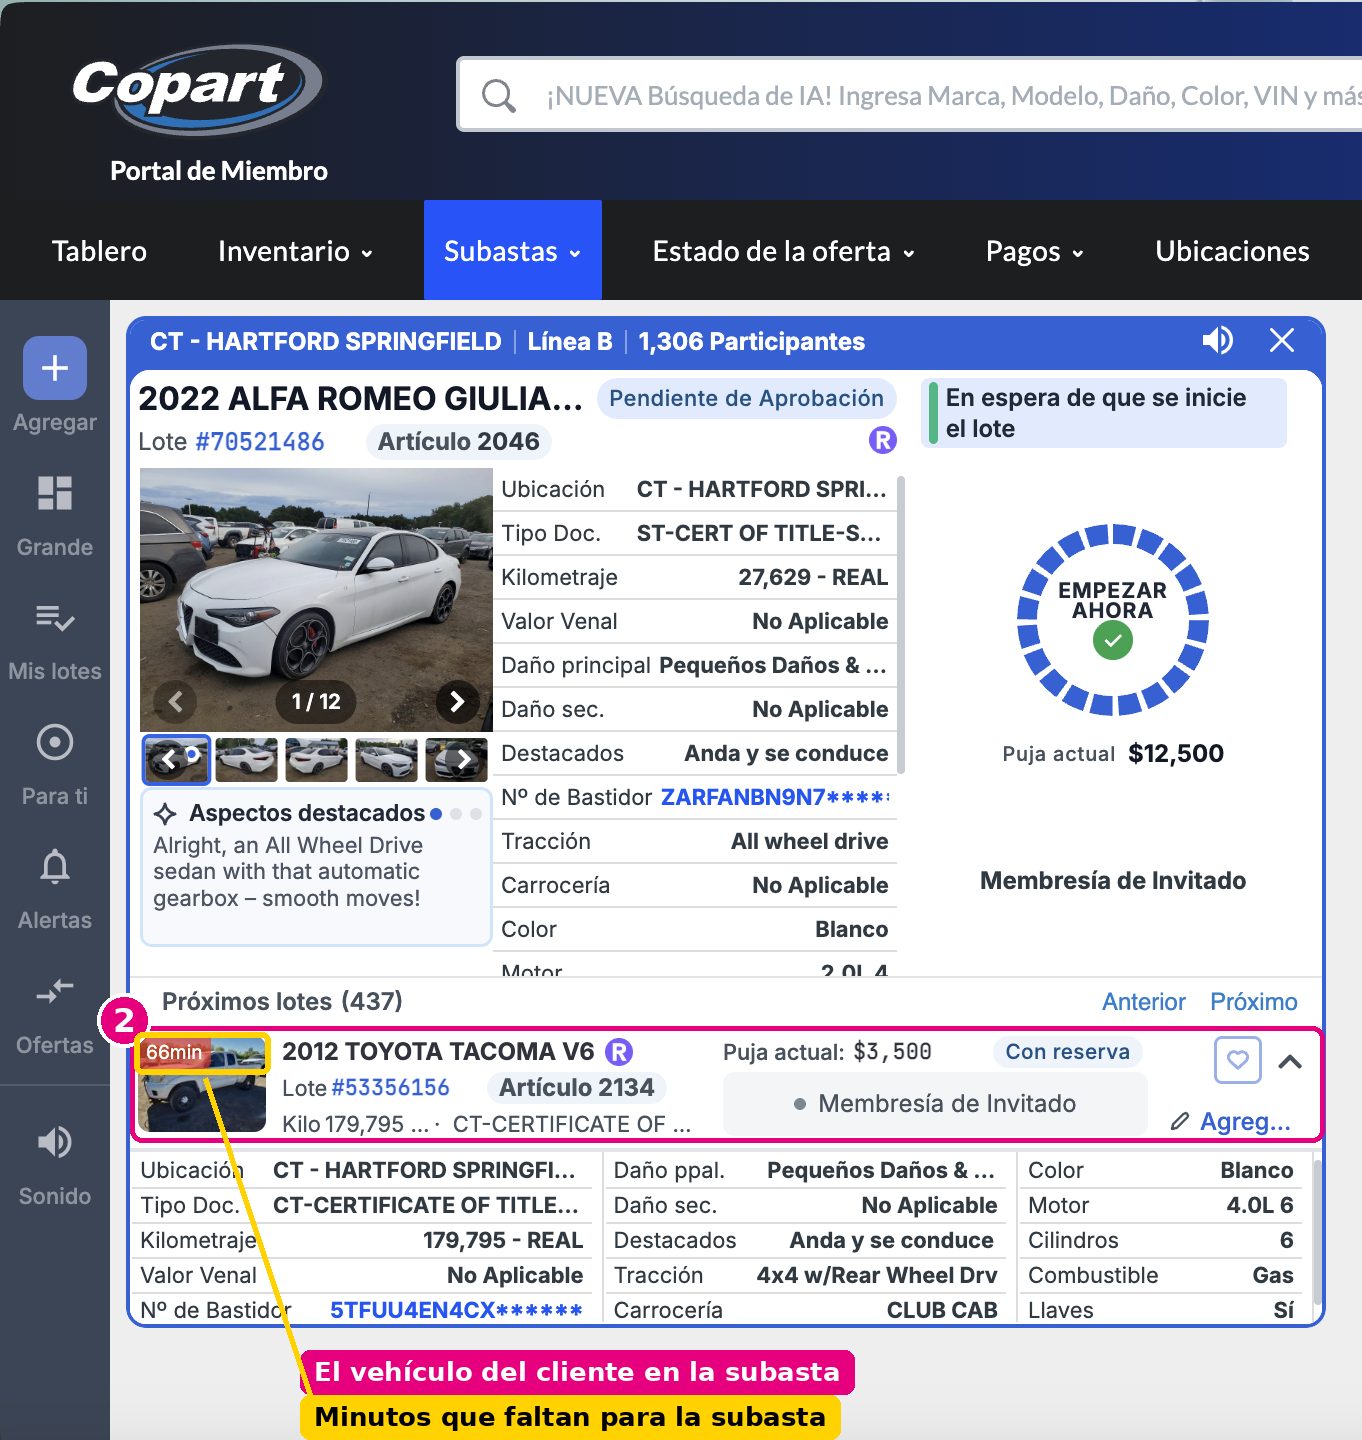 Copart
Portal de Miembro
¡NUEVA Búsqueda de IA! Ingresa Marca, Modelo, Daño, Color, VIN y más
Tablero
Inventario
Subastas
Estado de la oferta
Pagos
Ubicaciones
Agregar
Grande
Mis lotes
Para ti
Alertas
Ofertas
Sonido
CT - HARTFORD SPRINGFIELD | Línea B | 1,306 Participantes
2022 ALFA ROMEO GIULIA...
Pendiente de Aprobación
Lote #70521486
Artículo 2046
R
En espera de que se inicie
el lote
1 / 12
Aspectos destacados
Alright, an All Wheel Drive
sedan with that automatic
gearbox – smooth moves!
Ubicación CT - HARTFORD SPRI...
Tipo Doc. ST-CERT OF TITLE-S...
Kilometraje 27,629 - REAL
Valor Venal No Aplicable
Daño principal Pequeños Daños & ...
Daño sec. No Aplicable
Destacados Anda y se conduce
Nº de Bastidor ZARFANBN9N7****
Tracción All wheel drive
Carrocería No Aplicable
Color Blanco
Motor 2.0L 4
EMPEZAR
AHORA
Puja actual $12,500
Membresía de Invitado
Próximos lotes (437)
Anterior
Próximo
2
66min
2012 TOYOTA TACOMA V6 R
Lote #53356156
Artículo 2134
Kilo 179,795 ... · CT-CERTIFICATE OF ...
Puja actual: $3,500
Con reserva
Membresía de Invitado
Agreg...
Ubicación CT - HARTFORD SPRINGFI...
Tipo Doc. CT-CERTIFICATE OF TITLE...
Kilometraje 179,795 - REAL
Valor Venal No Aplicable
Nº de Bastidor 5TFUU4EN4CX******
Daño ppal. Pequeños Daños & ...
Daño sec. No Aplicable
Destacados Anda y se conduce
Tracción 4x4 w/Rear Wheel Drv
Carrocería CLUB CAB
Color Blanco
Motor 4.0L 6
Cilindros 6
Combustible Gas
Llaves Sí
El vehículo del cliente en la subasta
Minutos que faltan para la subasta